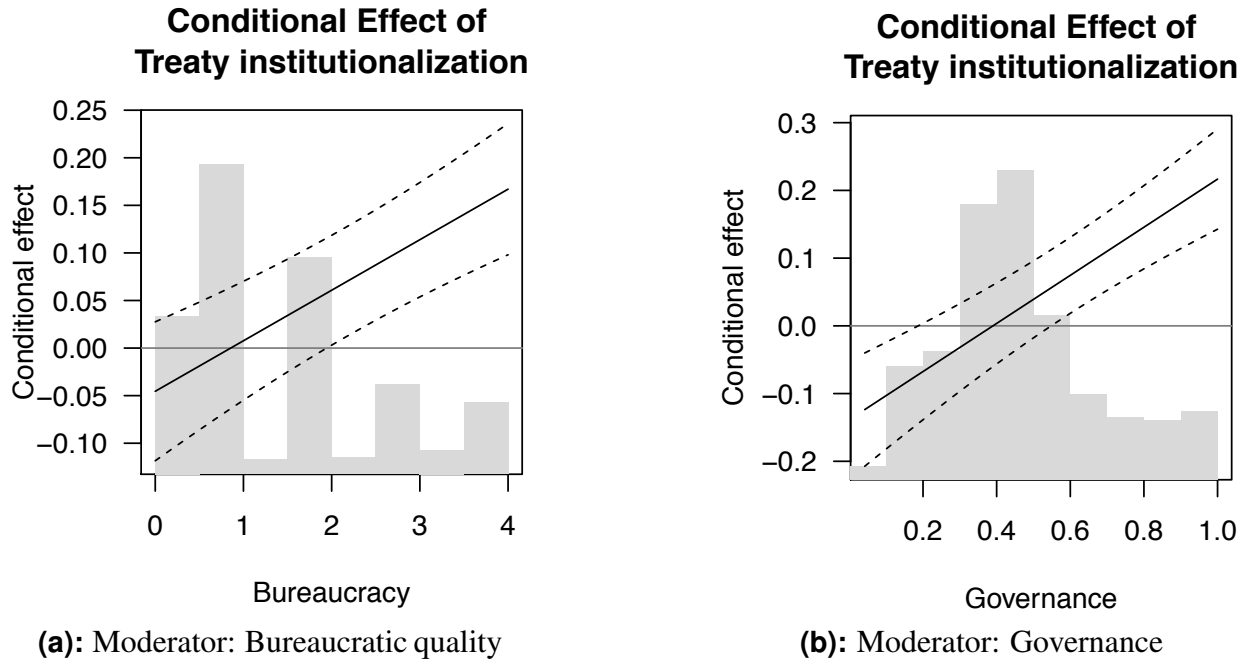 Conditional Effect of
Treaty institutionalization
Conditional effect
0.25
0.20
0.15
0.10
0.05
0.00
−0.05
−0.10
0
1
2
3
4
Bureaucracy
(a): Moderator: Bureaucratic quality
Conditional Effect of
Treaty institutionalization
Conditional effect
0.3
0.2
0.1
0.0
−0.1
−0.2
0.2
0.4
0.6
0.8
1.0
Governance
(b): Moderator: Governance